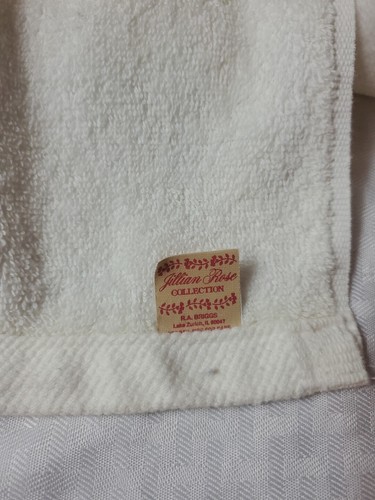 Jillian Rose
COLLECTION
R.A. BRIGGS
Lake Zurich, IL 60047